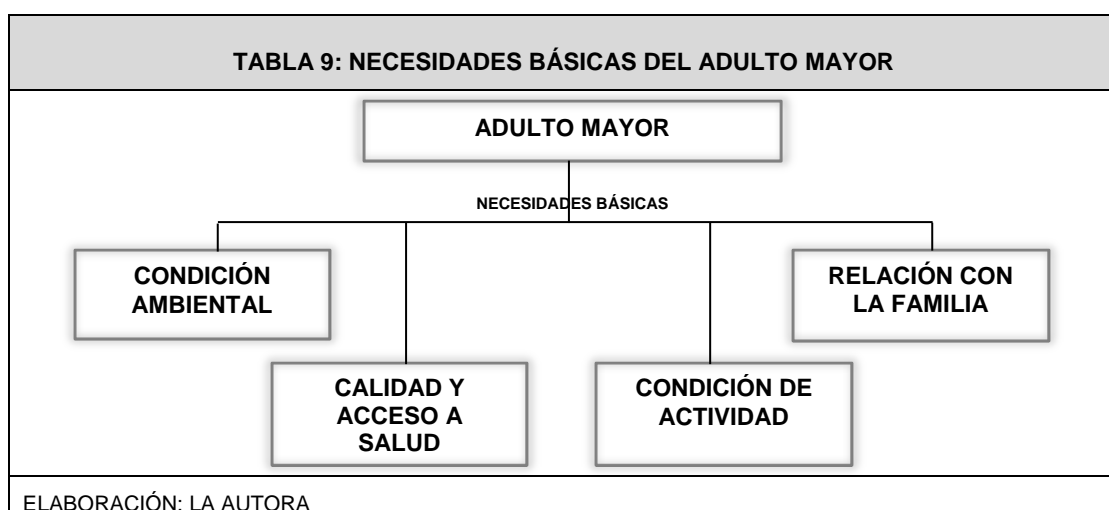 TABLA 9: NECESIDADES BÁSICAS DEL ADULTO MAYOR
ADULTO MAYOR
NECESIDADES BÁSICAS
CONDICIÓN
AMBIENTAL
RELACIÓN CON
LA FAMILIA
CALIDAD Y
ACCESO A
SALUD
CONDICIÓN DE
ACTIVIDAD
ELABORACIÓN: LA AUTORA